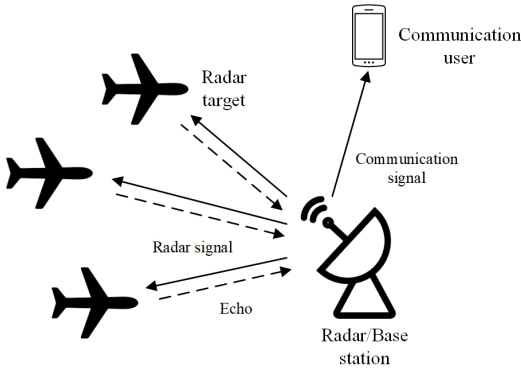 Communication
user
Radar
target
Communication
signal
Radar signal
Echo
Radar/Base
station